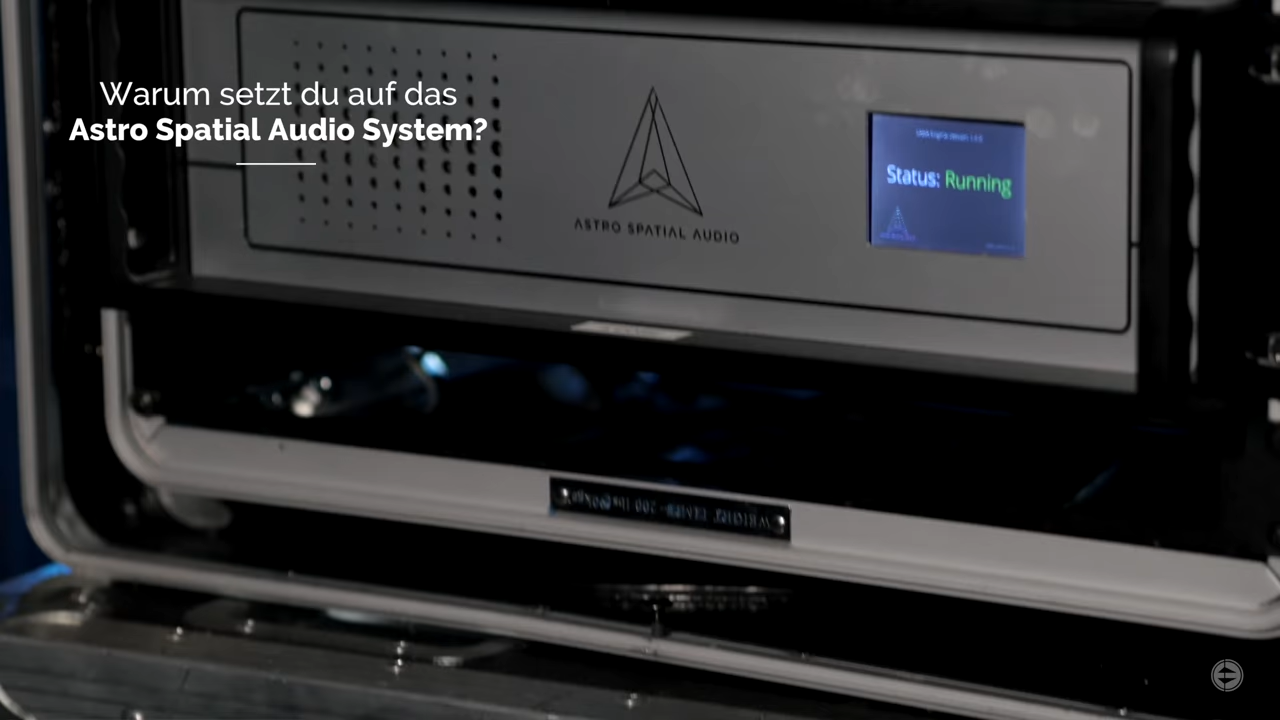 Warum setzt du auf das
Astro Spatial Audio System?
ASTRO SPATIAL AUDIO
Status: Running